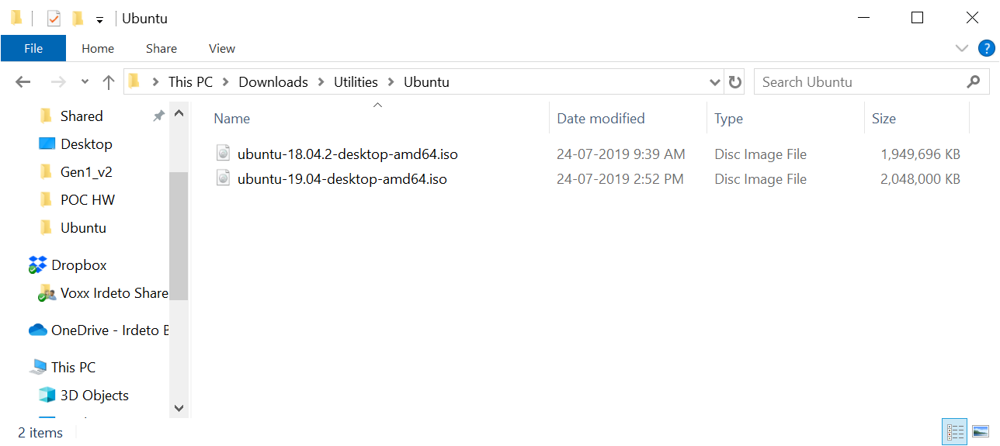 Ubuntu
File Home Share View ?
This PC Downloads Utilities Ubuntu Search Ubuntu
Name Date modified Type Size
Shared
Desktop
Gen1_v2
POC HW
Ubuntu
Dropbox
Voxx Irdeto Share
OneDrive - Irdeto B
This PC
3D Objects
ubuntu-18.04.2-desktop-amd64.iso 24-07-2019 9:39 AM Disc Image File 1,949,696 KB
ubuntu-19.04-desktop-amd64.iso 24-07-2019 2:52 PM Disc Image File 2,048,000 KB
2 items